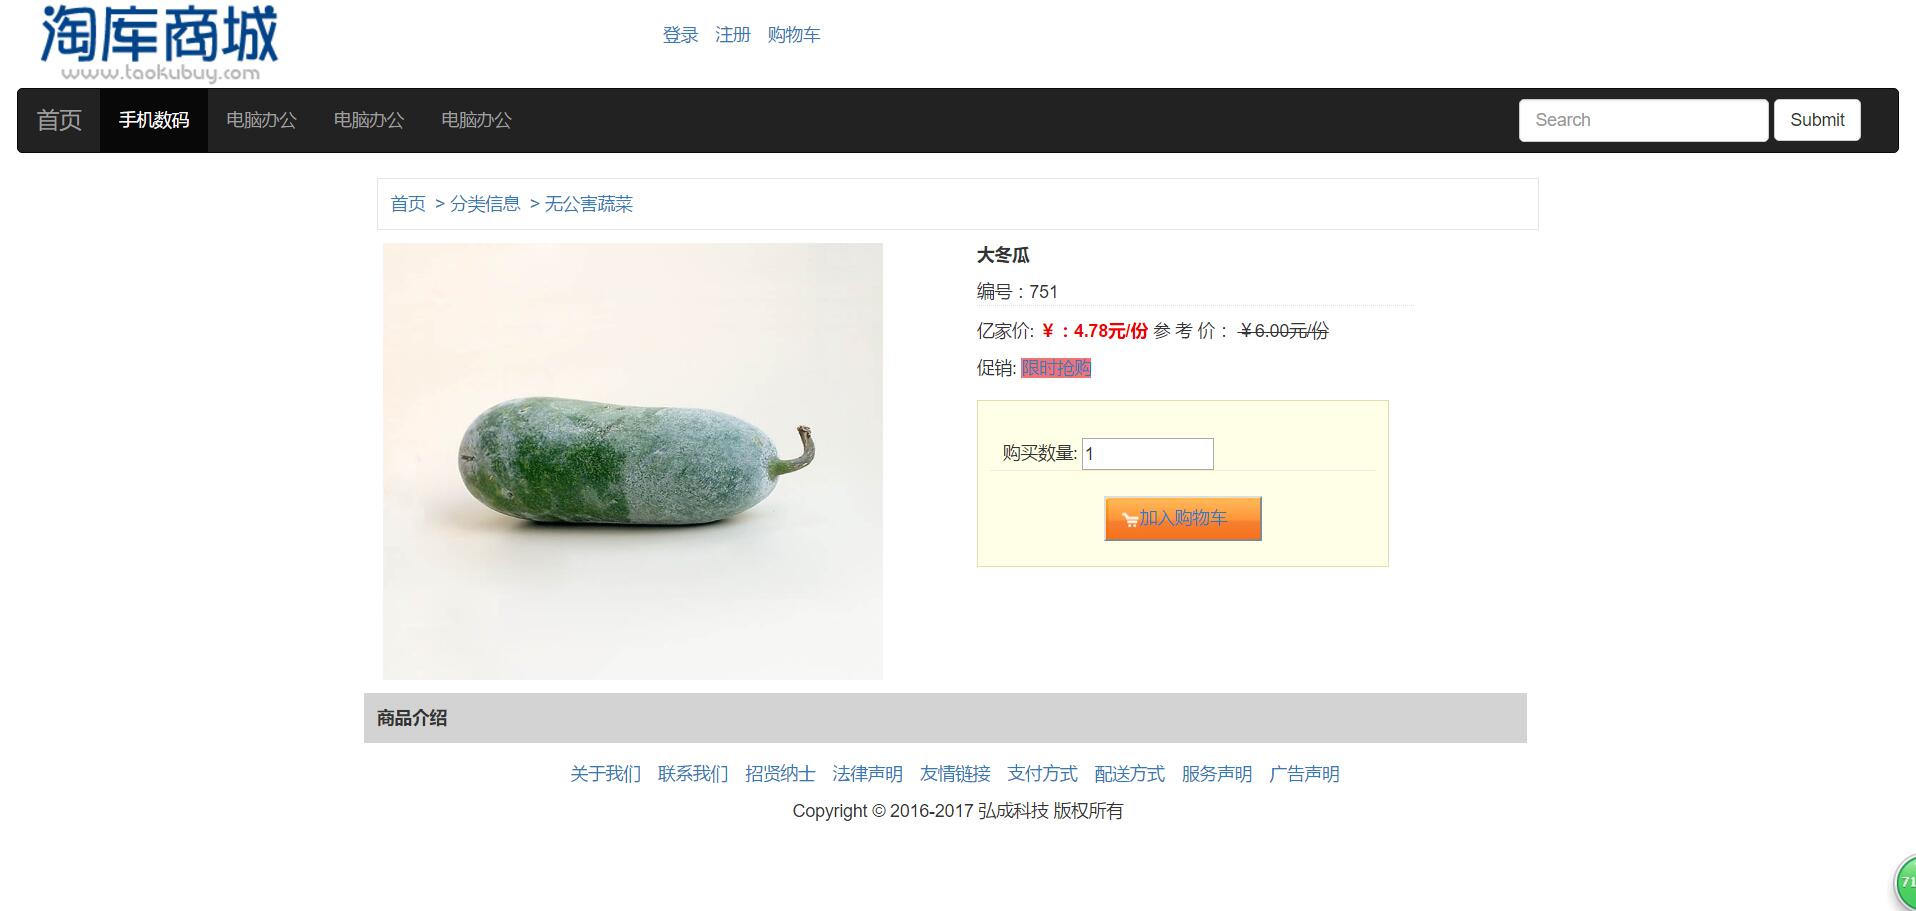 淘库商城
www.taokubuy.com
登录 注册 购物车
首页 手机数码 电脑办公 电脑办公 电脑办公 Search Submit
首页 > 分类信息 > 无公害蔬菜
大冬瓜
编号：751
亿家价: ￥：4.78元/份 参 考 价： ￥6.00元/份
促销: 限时抢购
购买数量: 1
加入购物车
商品介绍
关于我们 联系我们 招贤纳士 法律声明 友情链接 支付方式 配送方式 服务声明 广告声明
Copyright © 2016-2017 弘成科技 版权所有
71